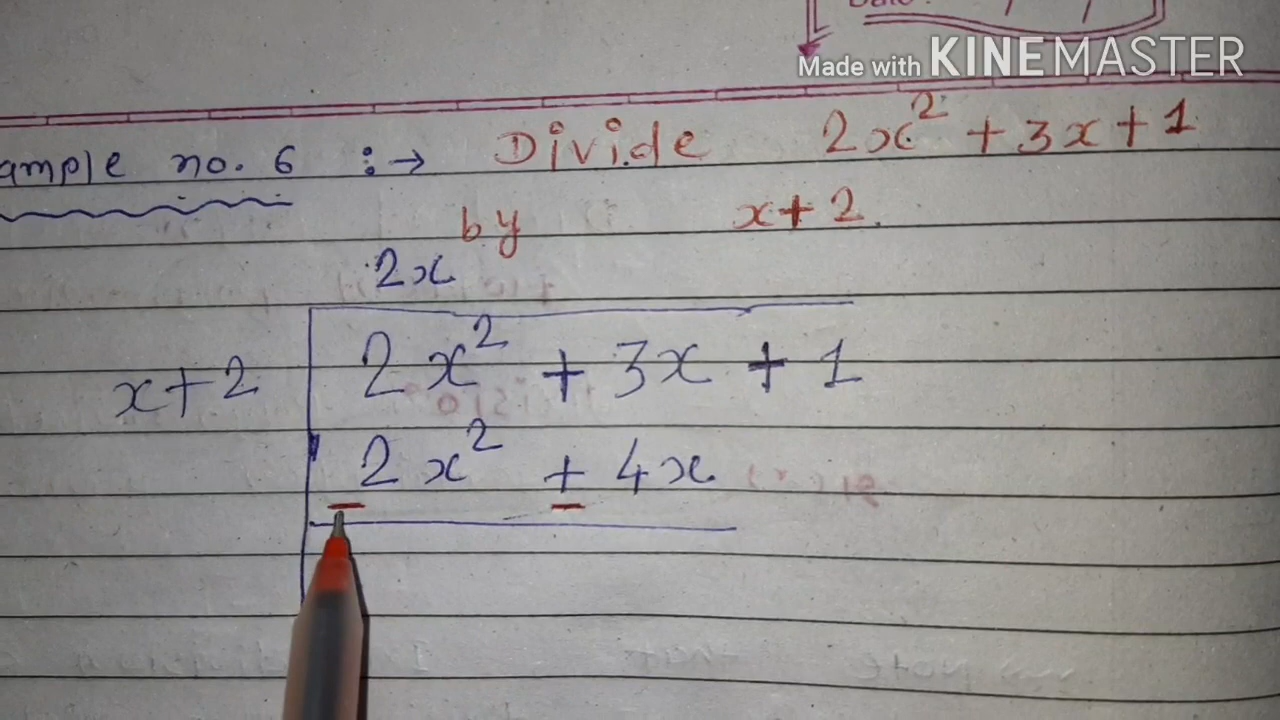 Made with KINEMASTER
ample no. 6 :→ Divide 2x² + 3x + 1
by x + 2.
2x
x + 2 2x² + 3x + 1
2x² + 4x
− −